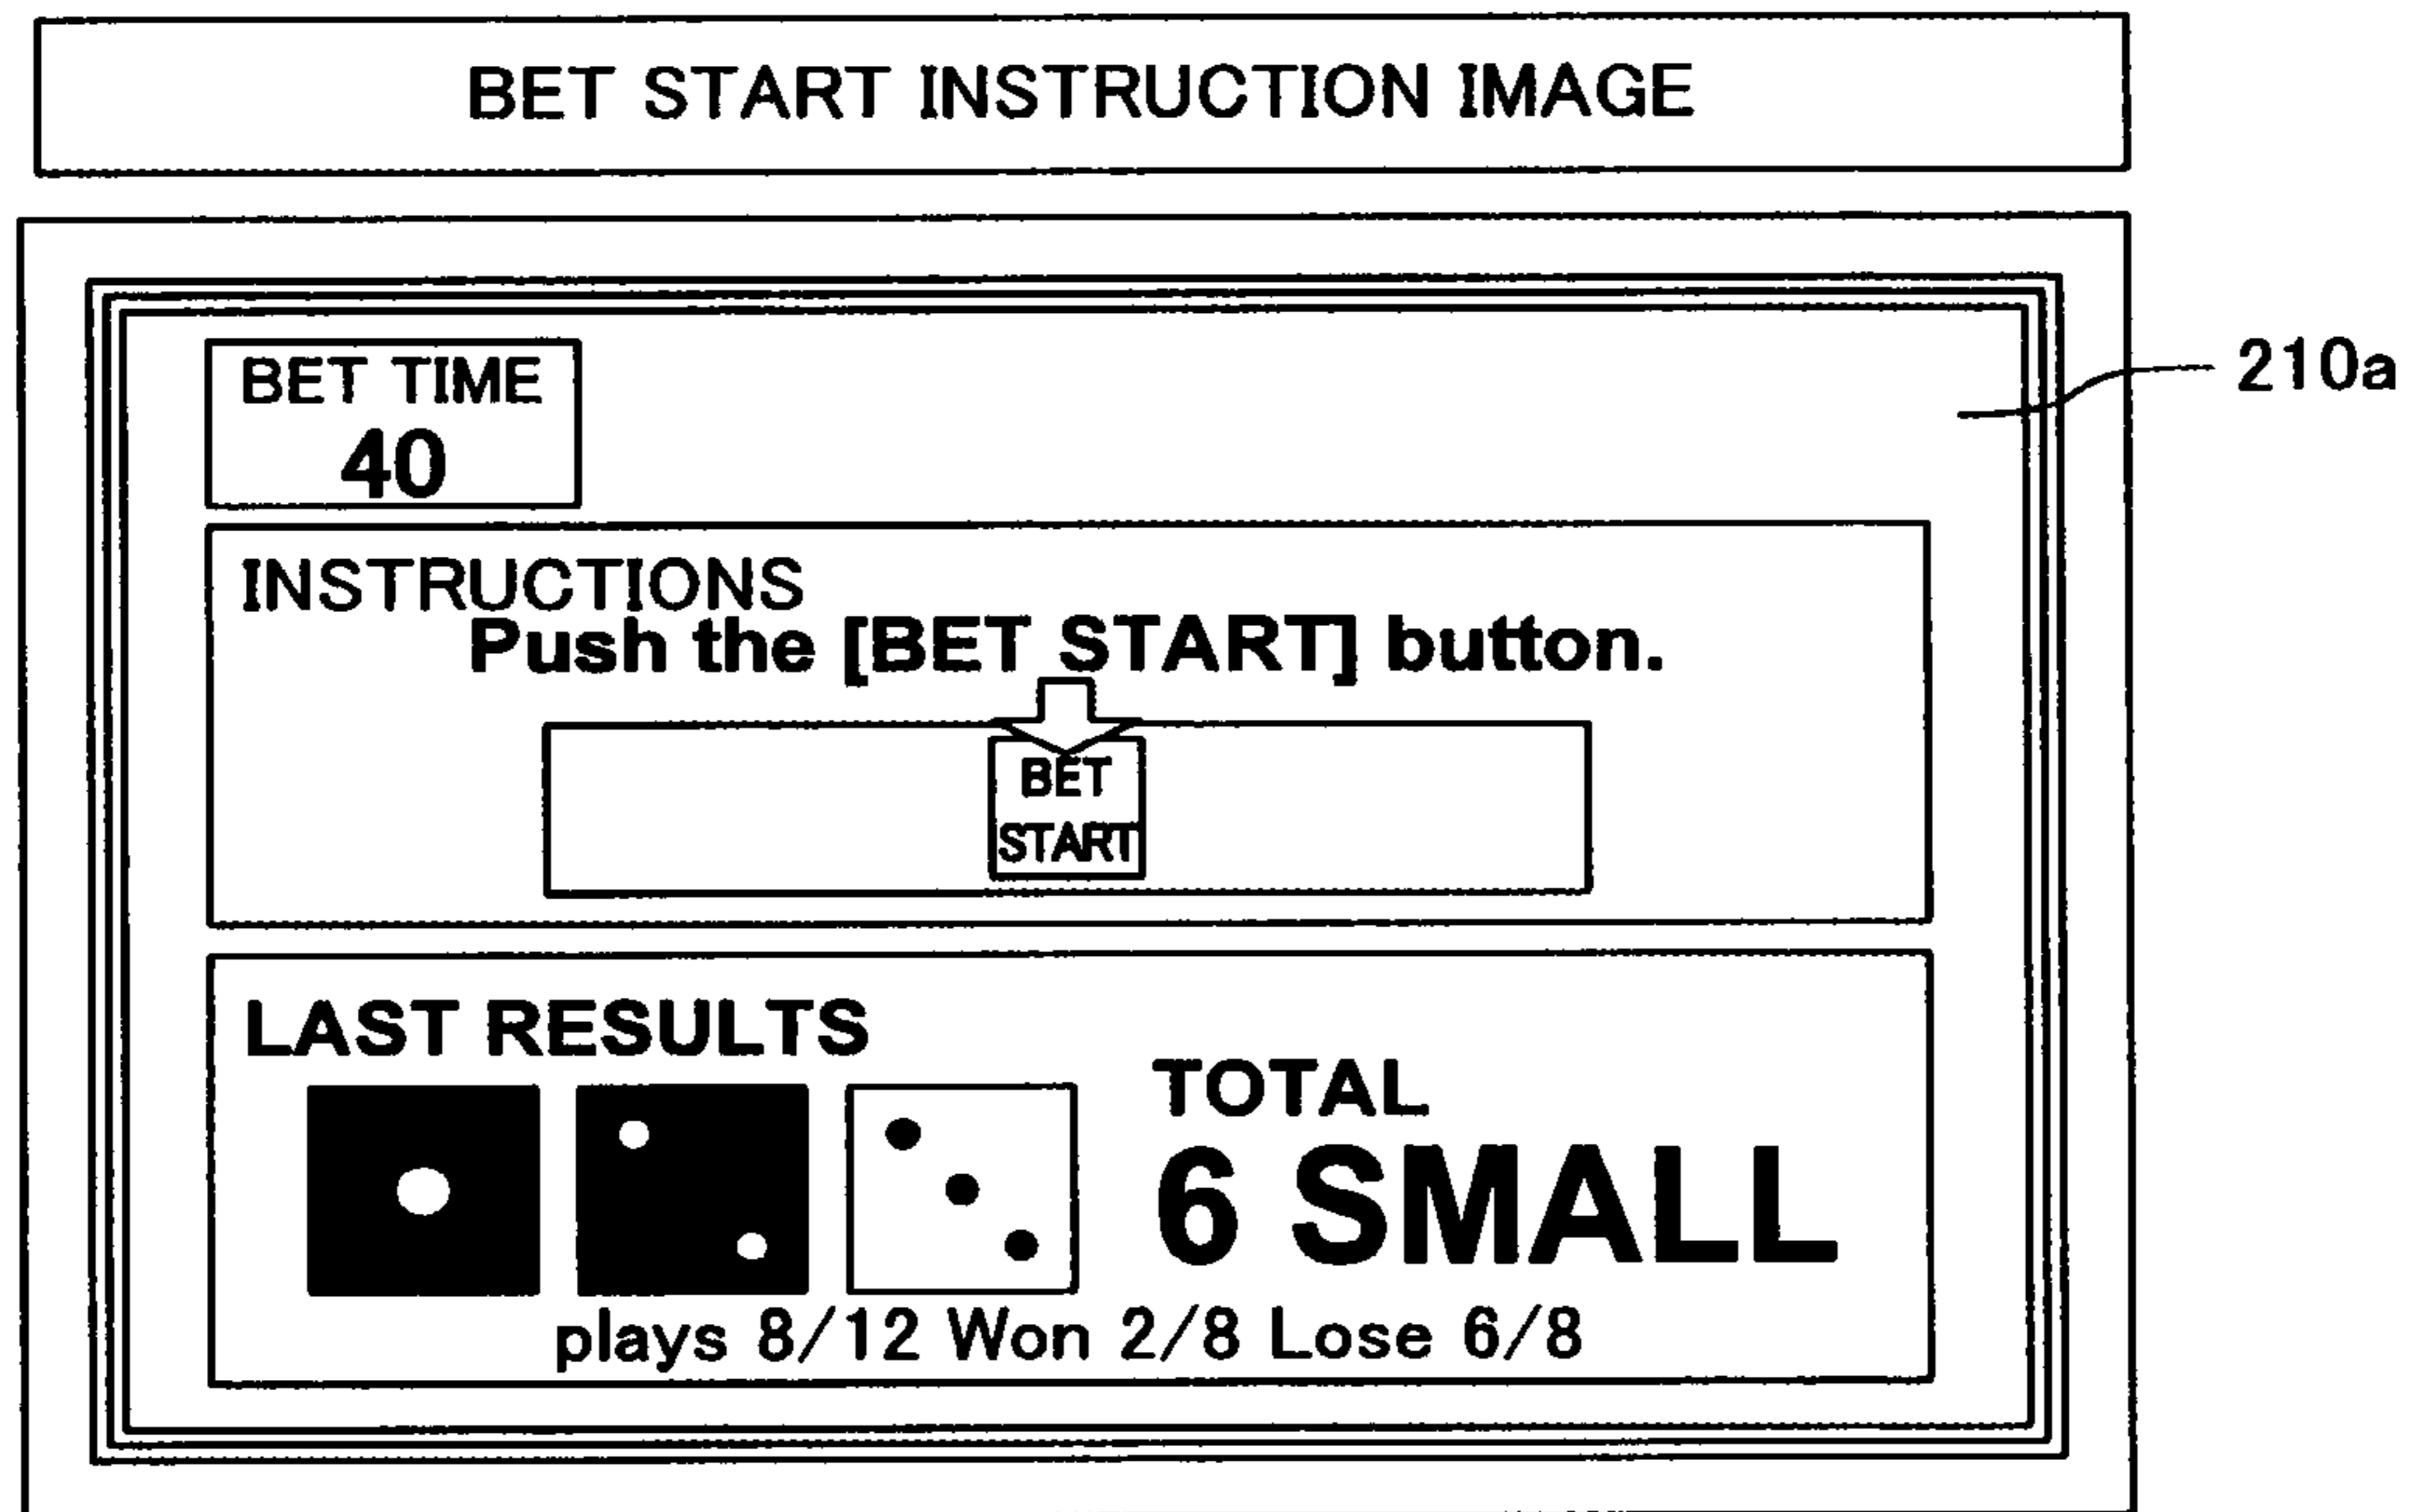 BET START INSTRUCTION IMAGE
BET TIME
40
210a
INSTRUCTIONS
Push the [BET START] button.
BET
START
LAST RESULTS
TOTAL
6 SMALL
plays 8/12 Won 2/8 Lose 6/8